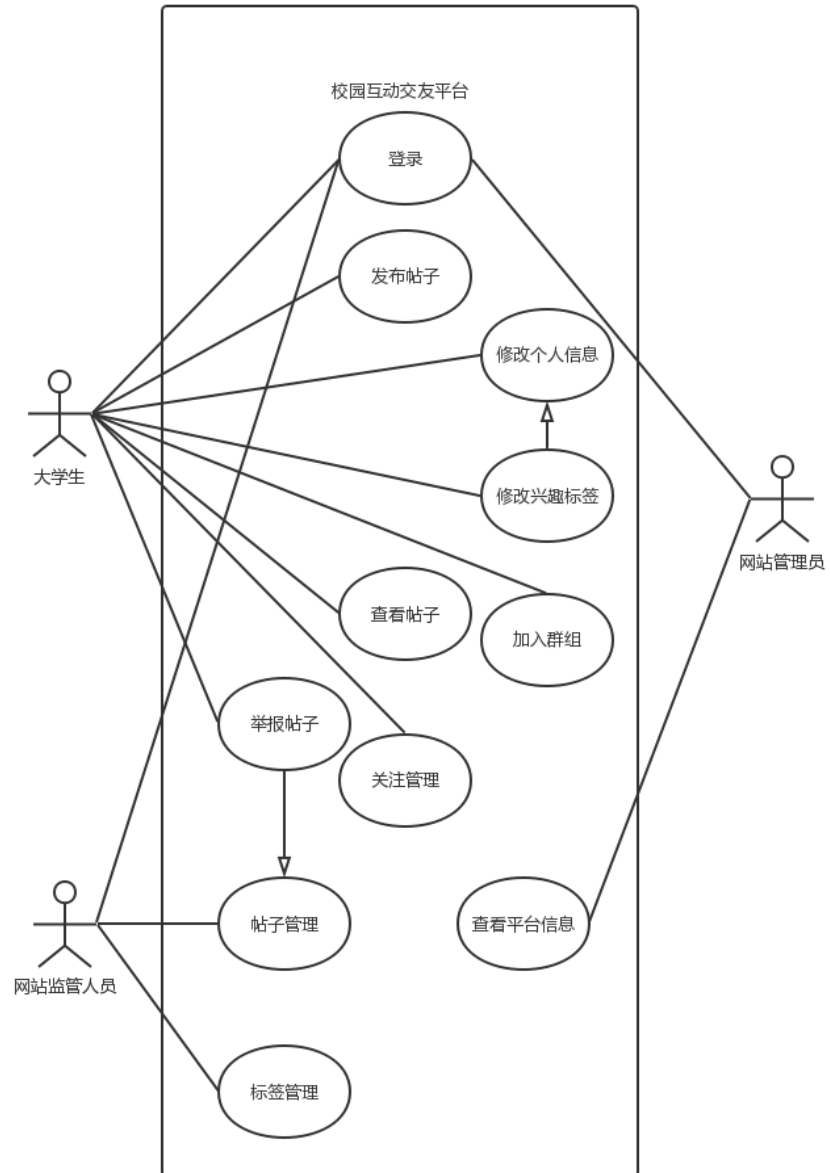 校园互动交友平台
登录
发布帖子
修改个人信息
大学生
修改兴趣标签
网站管理员
查看帖子
加入群组
举报帖子
关注管理
帖子管理
查看平台信息
网站监管人员
标签管理